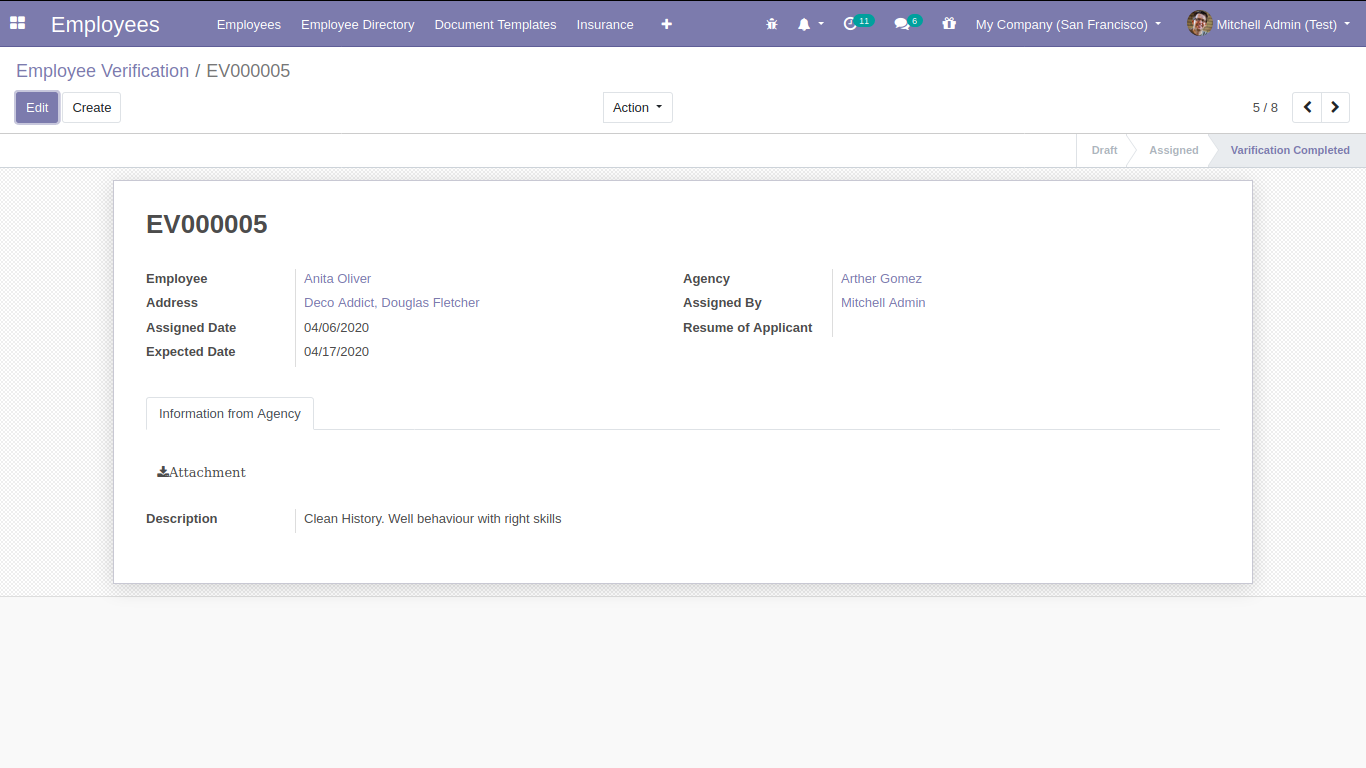 Employees Employees Employee Directory Document Templates Insurance 11 6 My Company (San Francisco) Mitchell Admin (Test)
Employee Verification / EV000005
Edit Create Action 5 / 8
Draft Assigned Varification Completed
EV000005
Employee Anita Oliver Agency Arther Gomez
Address Deco Addict, Douglas Fletcher Assigned By Mitchell Admin
Assigned Date 04/06/2020 Resume of Applicant
Expected Date 04/17/2020
Information from Agency
Attachment
Description Clean History. Well behaviour with right skills